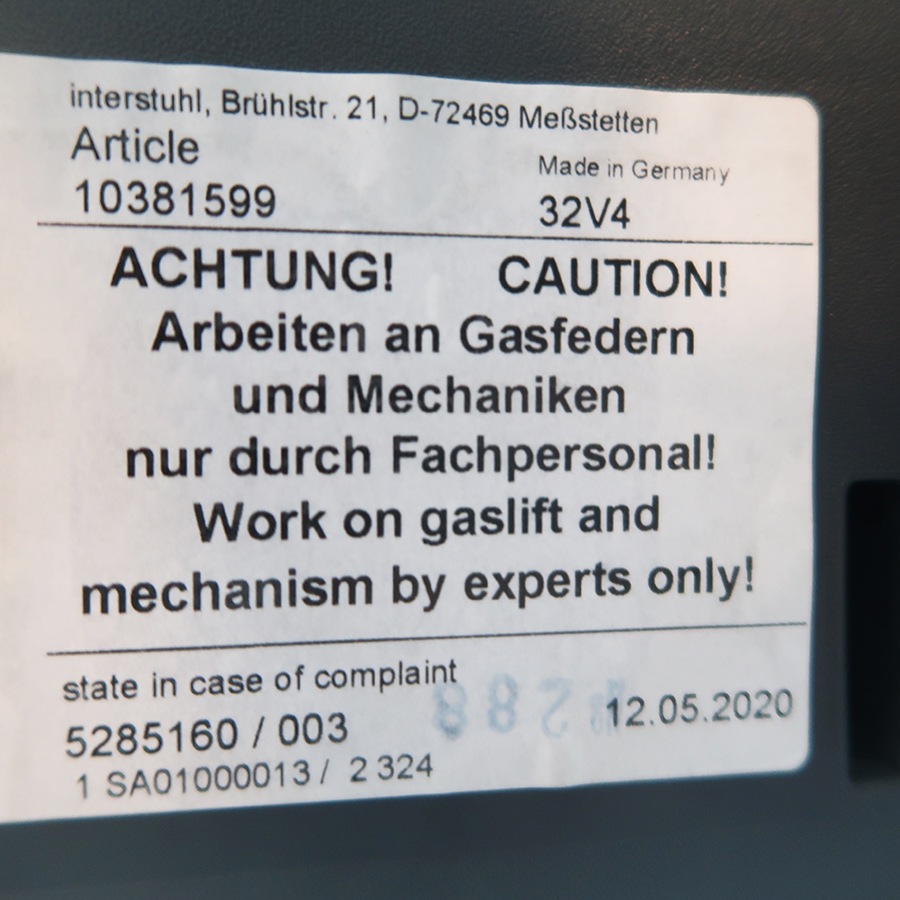 interstuhl, Brühlstr. 21, D-72469 Meßstetten
Article
Made in Germany
10381599
32V4
ACHTUNG! CAUTION!
Arbeiten an Gasfedern
und Mechaniken
nur durch Fachpersonal!
Work on gaslift and
mechanism by experts only!
state in case of complaint
5285160 / 003
12.05.2020
1 SA01000013 / 2 324